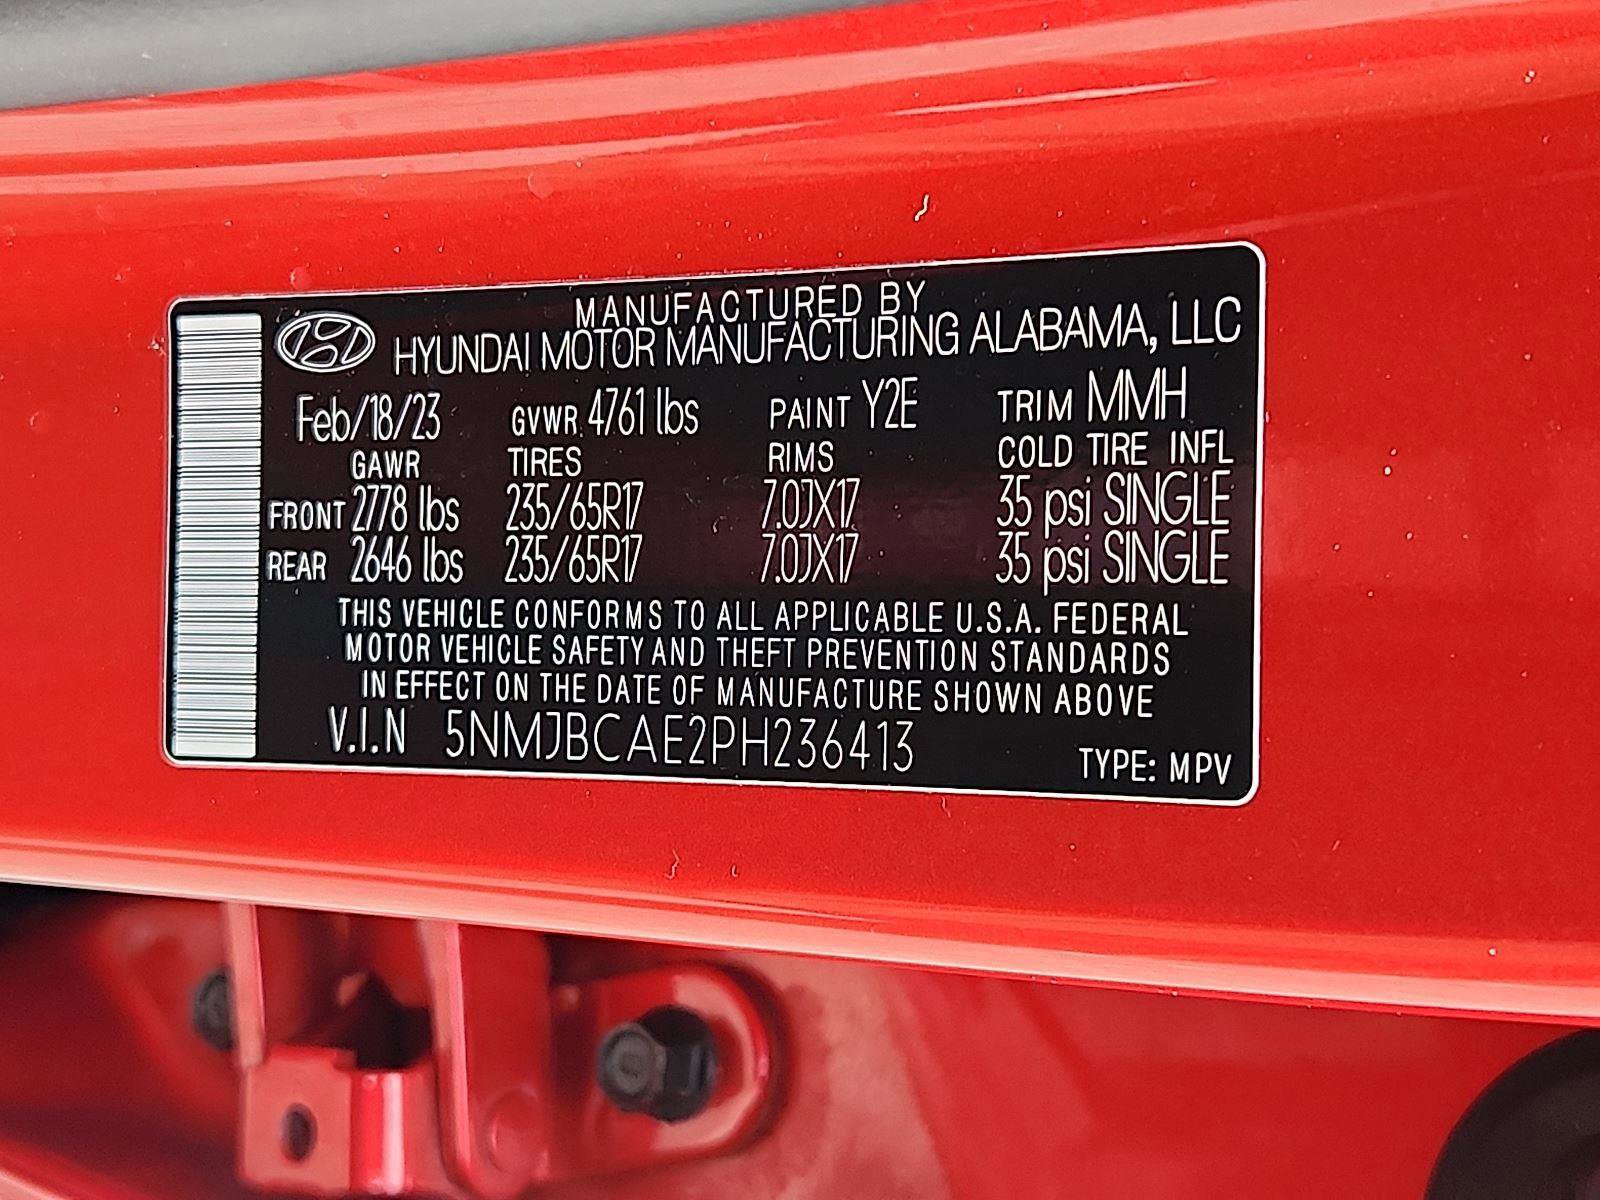 MANUFACTURED BY
HYUNDAI MOTOR MANUFACTURING ALABAMA, LLC
Feb/18/23 GVWR 4761 lbs PAINT Y2E TRIM MMH
GAWR TIRES RIMS COLD TIRE INFL
FRONT 2778 lbs 235/65R17 7.0JX17 35 psi SINGLE
REAR 2646 lbs 235/65R17 7.0JX17 35 psi SINGLE
THIS VEHICLE CONFORMS TO ALL APPLICABLE U.S.A. FEDERAL
MOTOR VEHICLE SAFETY AND THEFT PREVENTION STANDARDS
IN EFFECT ON THE DATE OF MANUFACTURE SHOWN ABOVE
V.I.N 5NMJBCAE2PH236413
TYPE: MPV